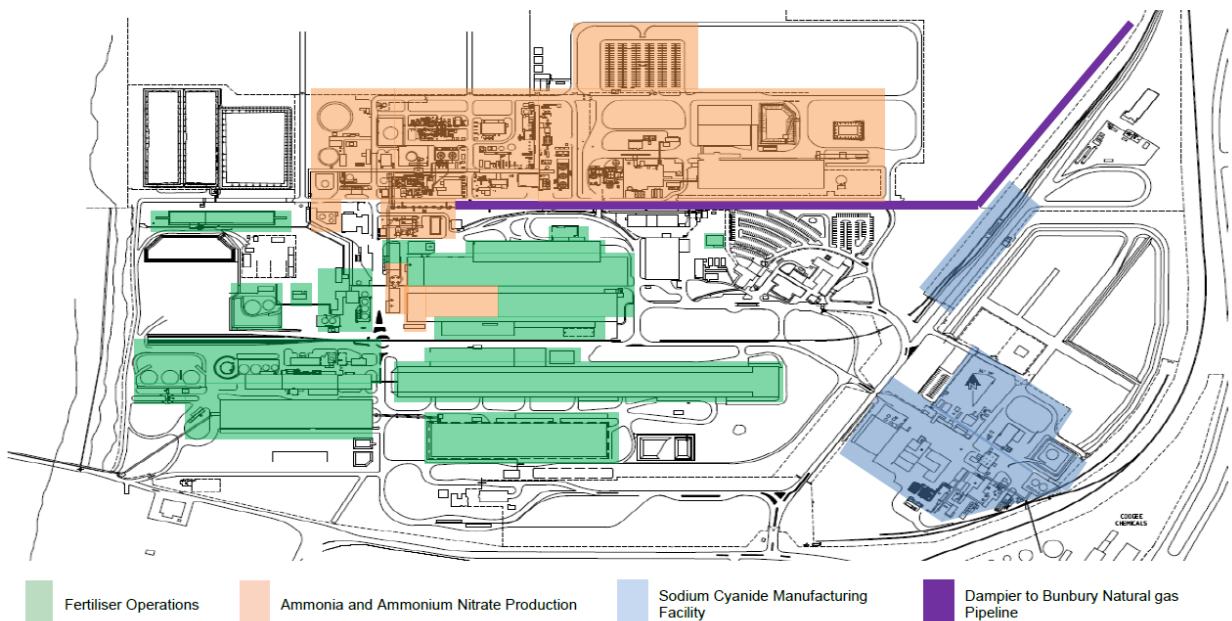 COOGEE
CHEMICALS
Fertiliser Operations
Ammonia and Ammonium Nitrate Production
Sodium Cyanide Manufacturing
Facility
Dampier to Bunbury Natural gas
Pipeline